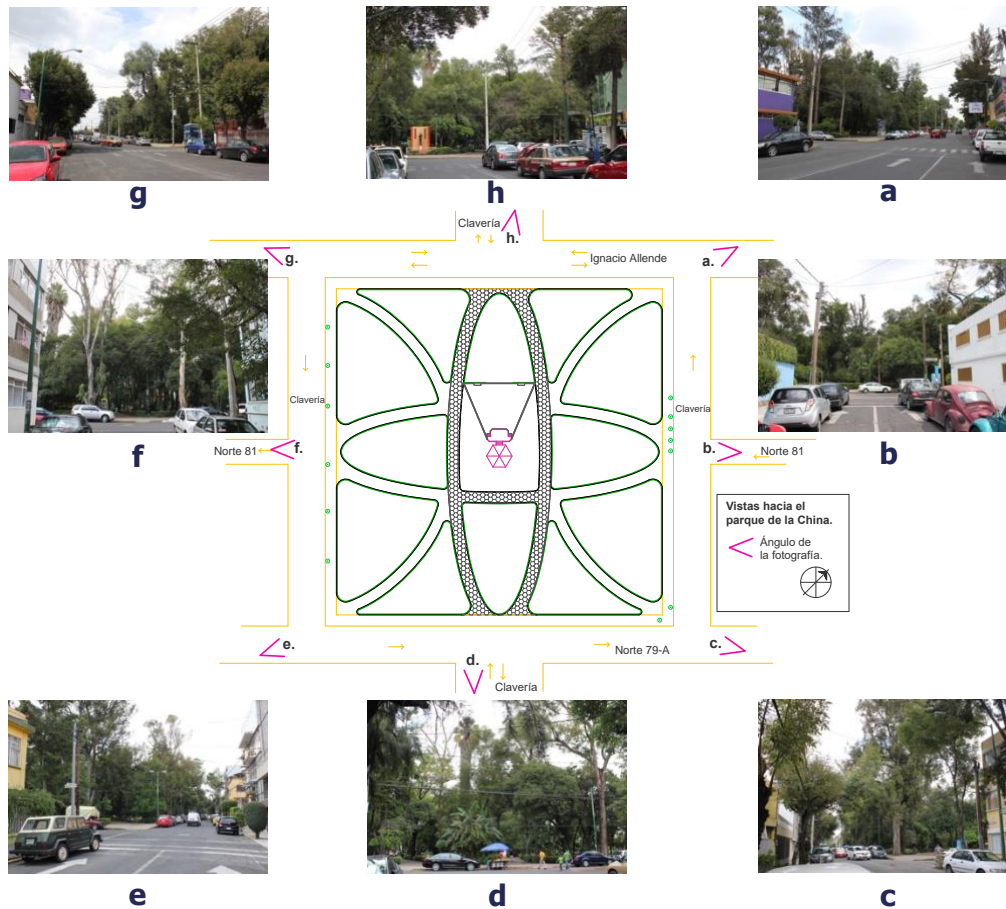 g
h
a
Clavería
h.
g.
Ignacio Allende
a.
Clavería
Clavería
f
Norte 81
f.
b.
Norte 81
b
Vistas hacia el
parque de la China.
Ángulo de
la fotografía.
e.
Norte 79-A
c.
d.
Clavería
e
d
c